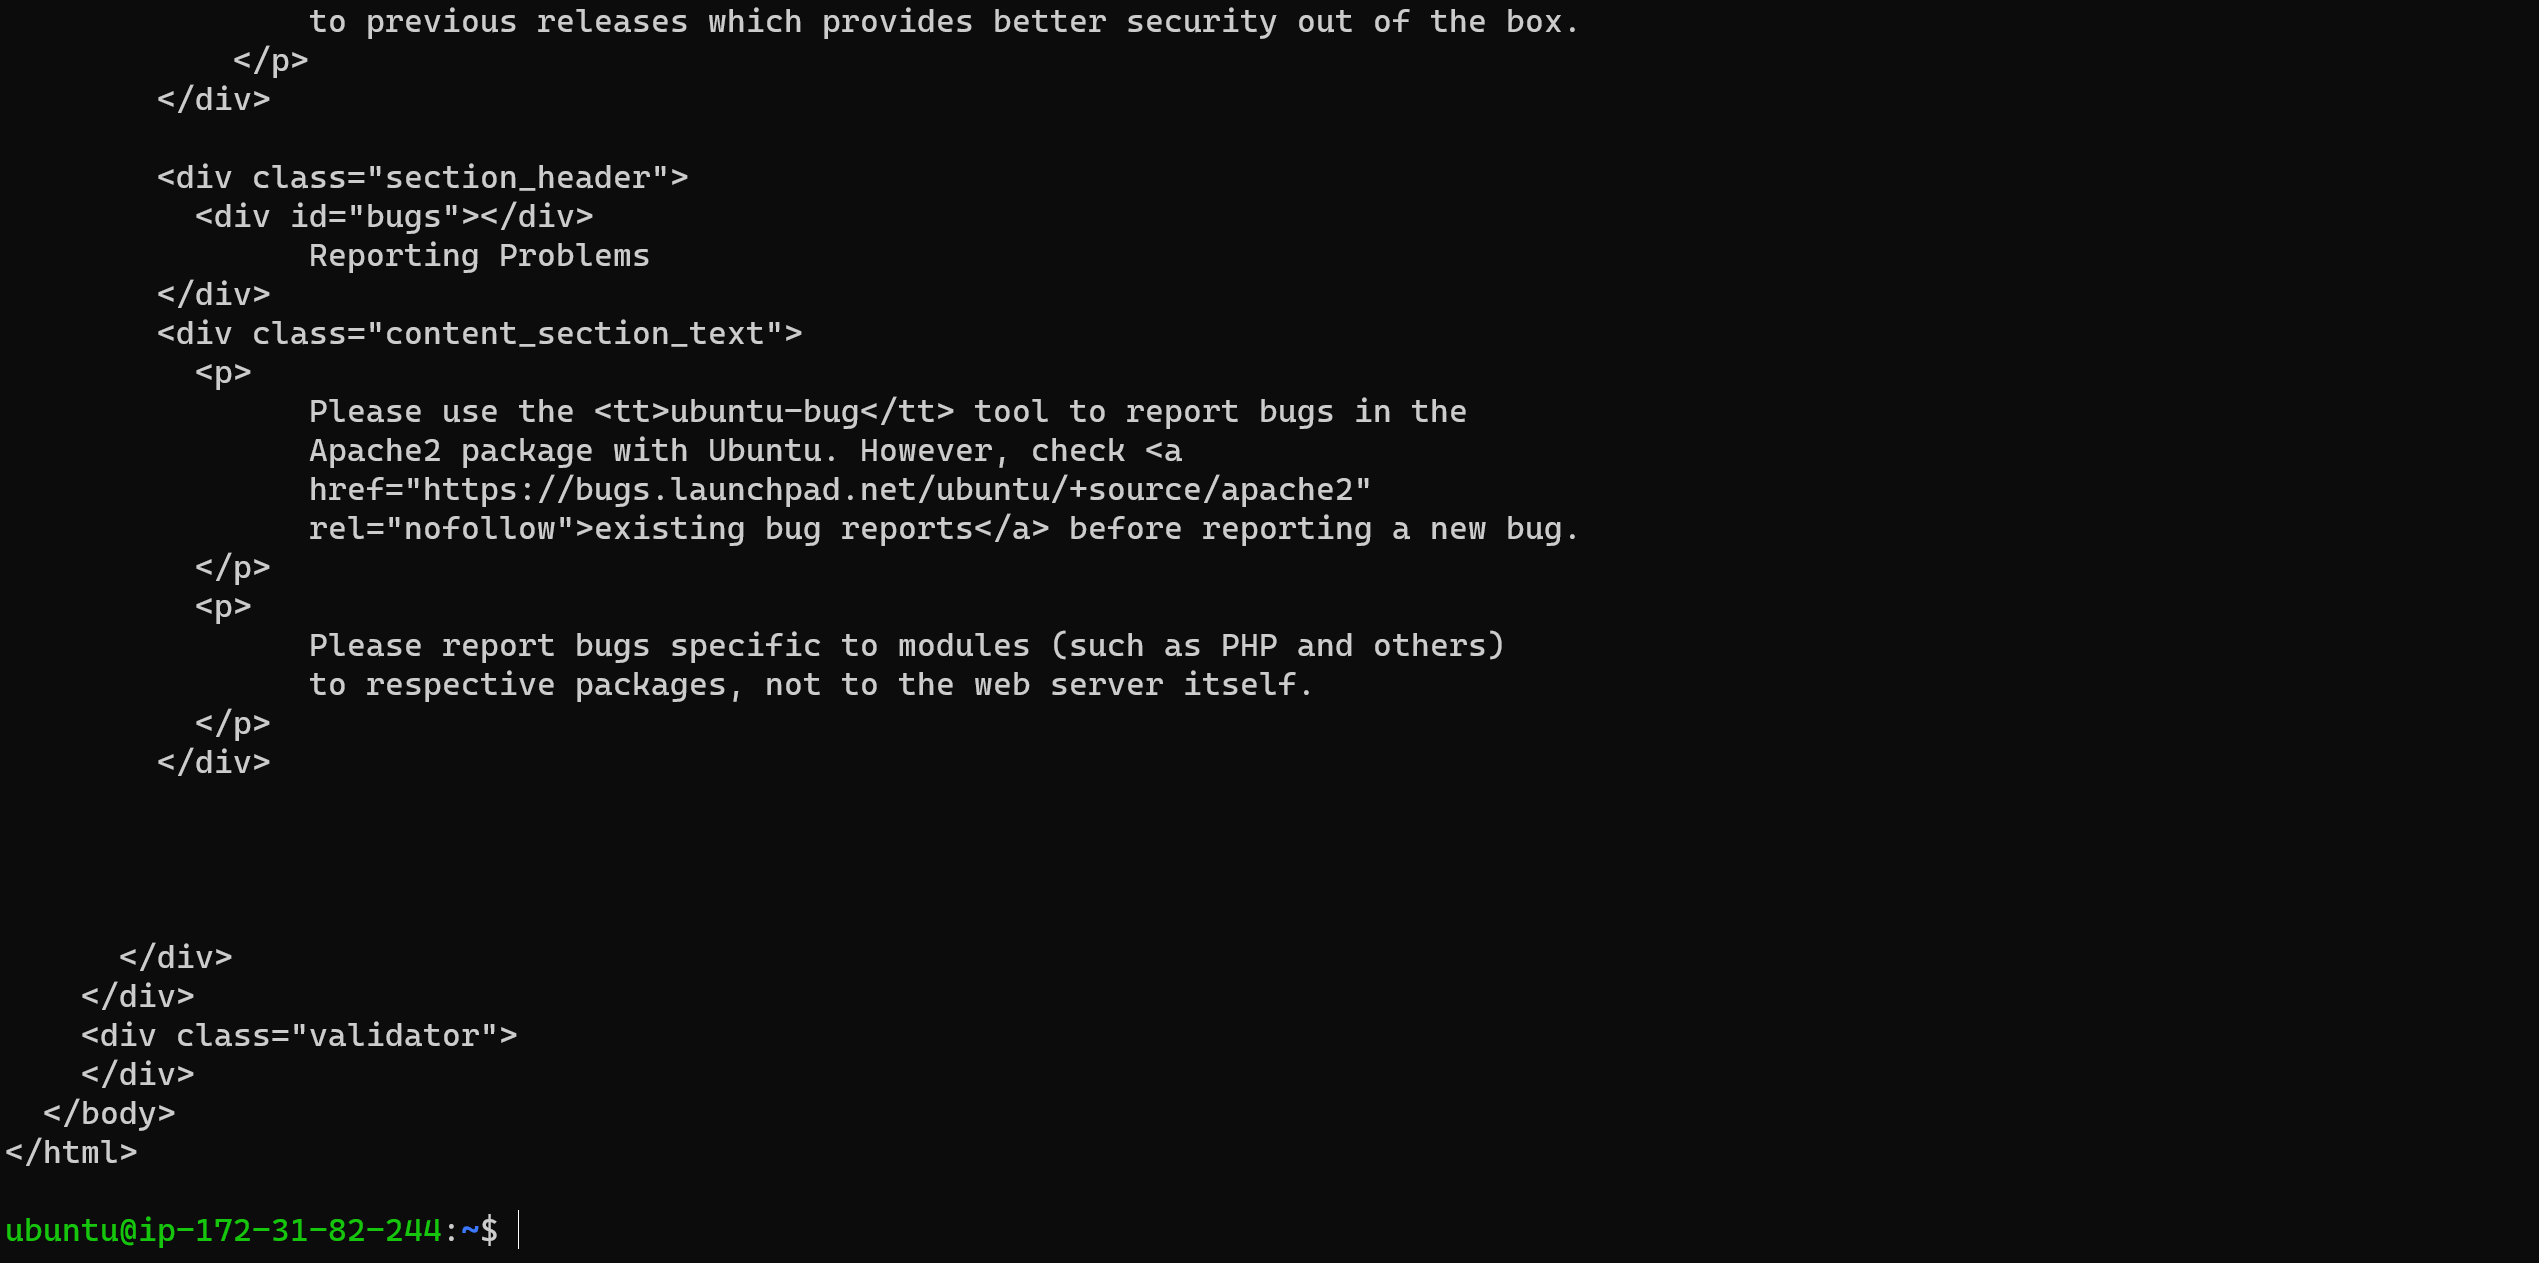 to previous releases which provides better security out of the box.
</p>
</div>
<div class="section_header">
<div id="bugs"></div>
Reporting Problems
</div>
<div class="content_section_text">
<p>
Please use the <tt>ubuntu-bug</tt> tool to report bugs in the
Apache2 package with Ubuntu. However, check <a
href="https://bugs.launchpad.net/ubuntu/+source/apache2"
rel="nofollow">existing bug reports</a> before reporting a new bug.
</p>
<p>
Please report bugs specific to modules (such as PHP and others)
to respective packages, not to the web server itself.
</p>
</div>
</div>
</div>
<div class="validator">
</div>
</body>
</html>
ubuntu@ip-172-31-82-244:~$